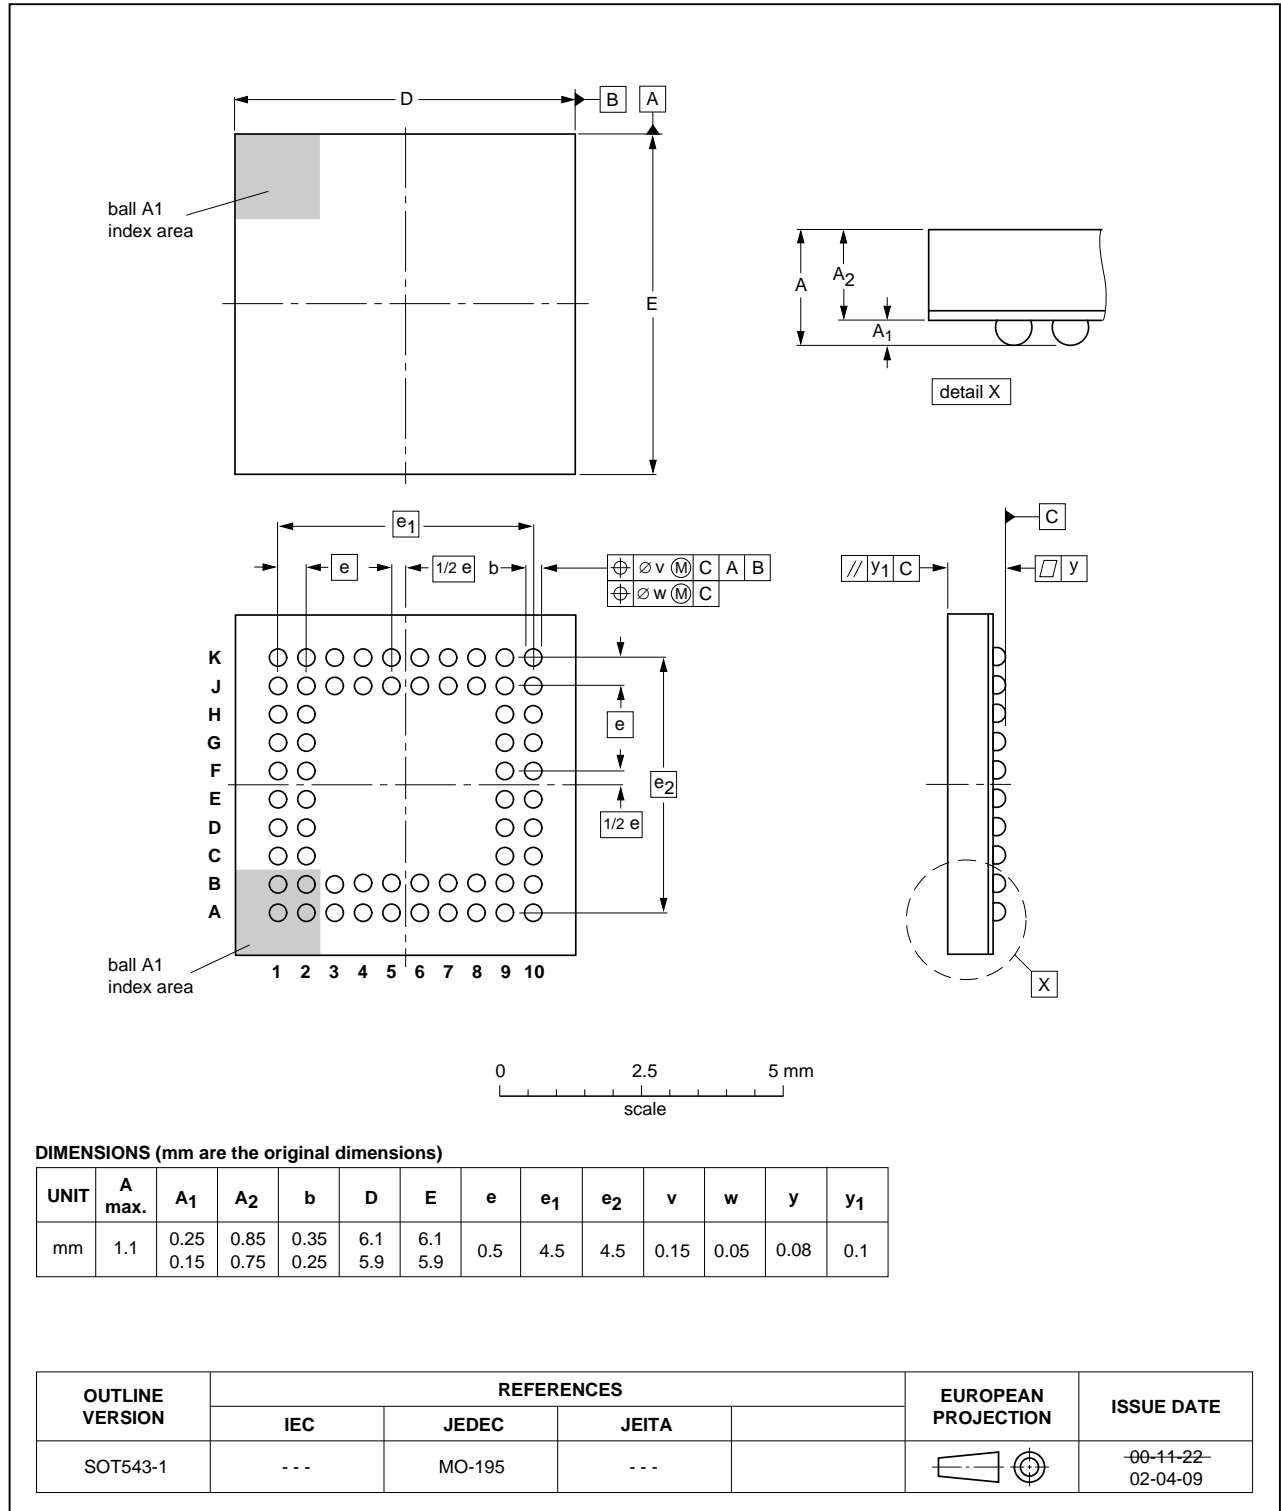 D
B
A
ball A1
index area
E
A
A2
A1
detail X
e1
e
1/2 e
b
⌖ ∅ v Ⓜ C A B
⌖ ∅ w Ⓜ C
C
// y1 C
▱ y
K
J
H
G
F
E
D
C
B
A
e
e2
1/2 e
ball A1
index area
1 2 3 4 5 6 7 8 9 10
X
0 2.5 5 mm
scale
DIMENSIONS (mm are the original dimensions)
UNIT A max. A1 A2 b D E e e1 e2 v w y y1
mm 1.1 0.25 0.85 0.35 6.1 6.1 0.5 4.5 4.5 0.15 0.05 0.08 0.1
0.15 0.75 0.25 5.9 5.9
OUTLINE VERSION REFERENCES EUROPEAN PROJECTION ISSUE DATE
IEC JEDEC JEITA
SOT543-1 - - - MO-195 - - - 00-11-22
02-04-09